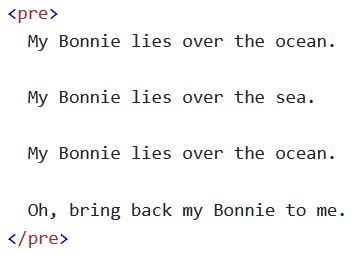 <pre>
  My Bonnie lies over the ocean.

  My Bonnie lies over the sea.

  My Bonnie lies over the ocean.

  Oh, bring back my Bonnie to me.
</pre>